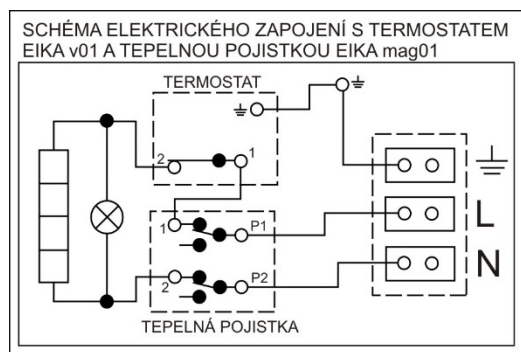 SCHÉMA ELEKTRICKÉHO ZAPOJENÍ S TERMOSTATEM
EIKA v01 A TEPELNOU POJISTKOU EIKA mag01
TERMOSTAT
2
1
1
P1
L
2
P2
N
TEPELNÁ POJISTKA